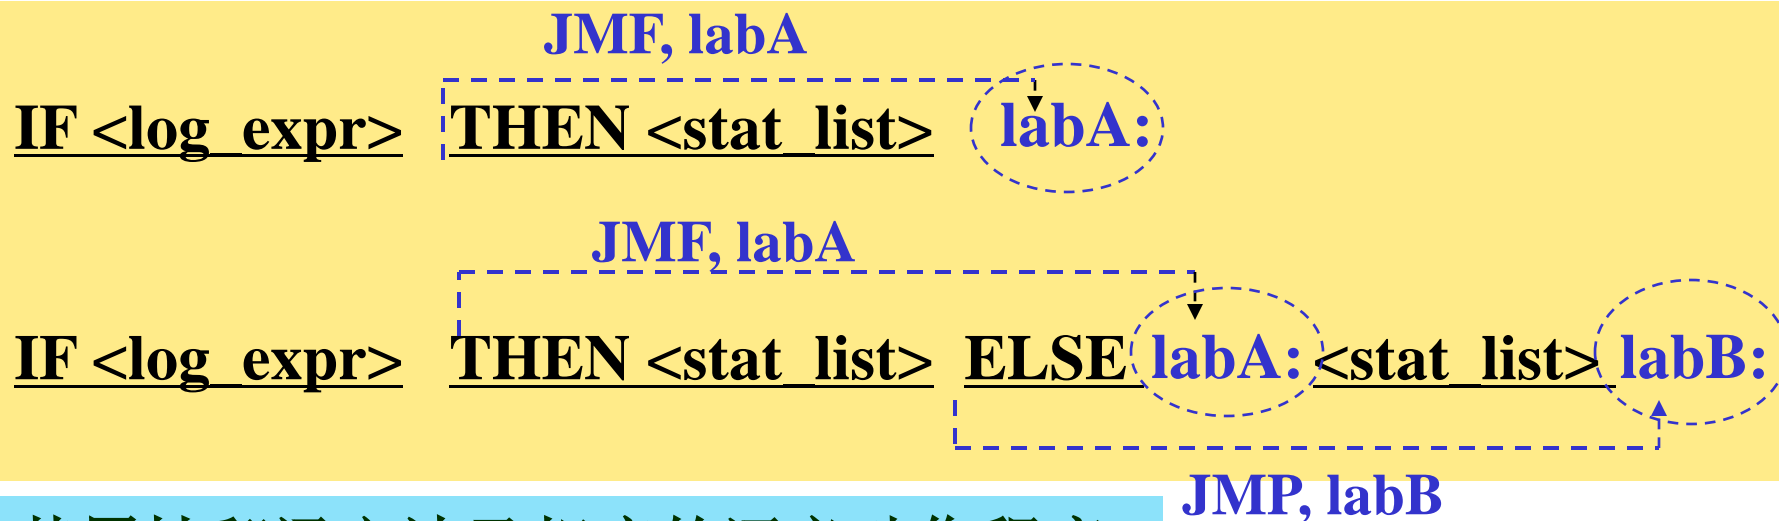 JMF, labA
IF <log_expr> THEN <stat_list> labA:
JMF, labA
IF <log_expr> THEN <stat_list> ELSE labA: <stat_list> labB:
JMP, labB